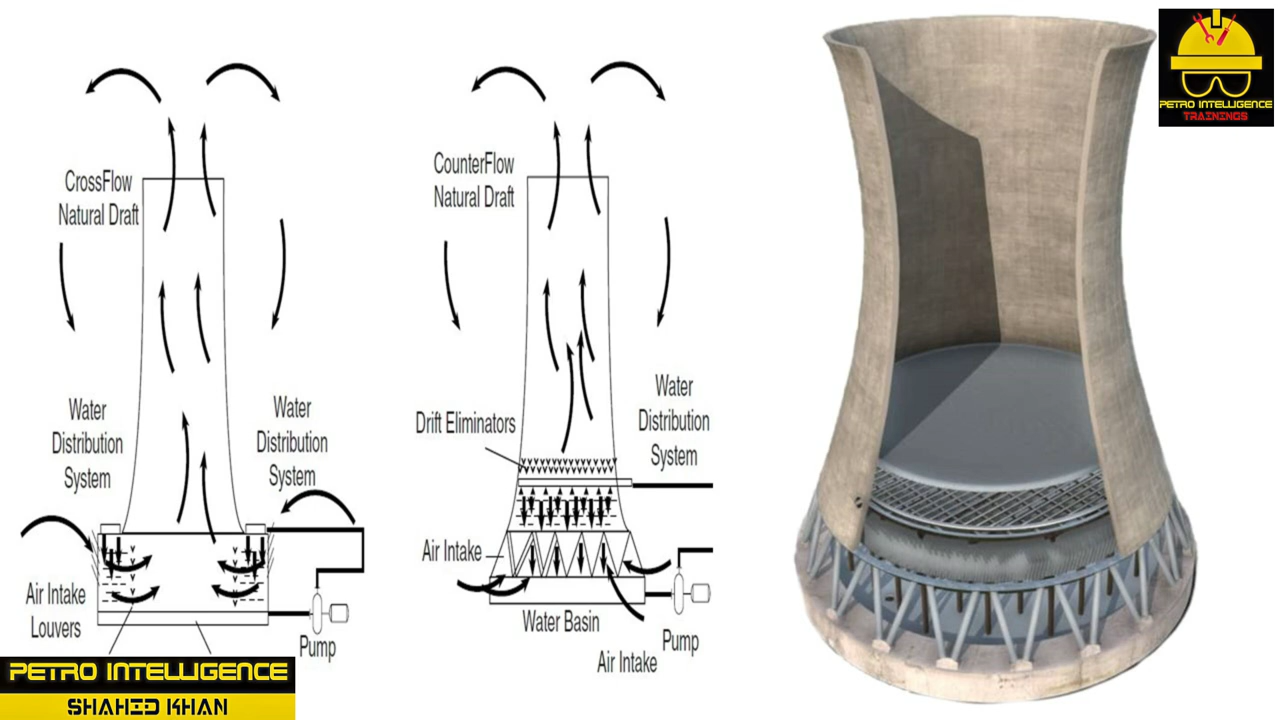 CrossFlow
Natural Draft
Water
Distribution
System
Water
Distribution
System
Air Intake
Louvers
Pump
CounterFlow
Natural Draft
Drift Eliminators
Water
Distribution
System
Air Intake
Water Basin
Pump
Air Intake
PETRO INTELLIGENCE
TRAININGS
PETRO INTELLIGENCE
SHAHID KHAN